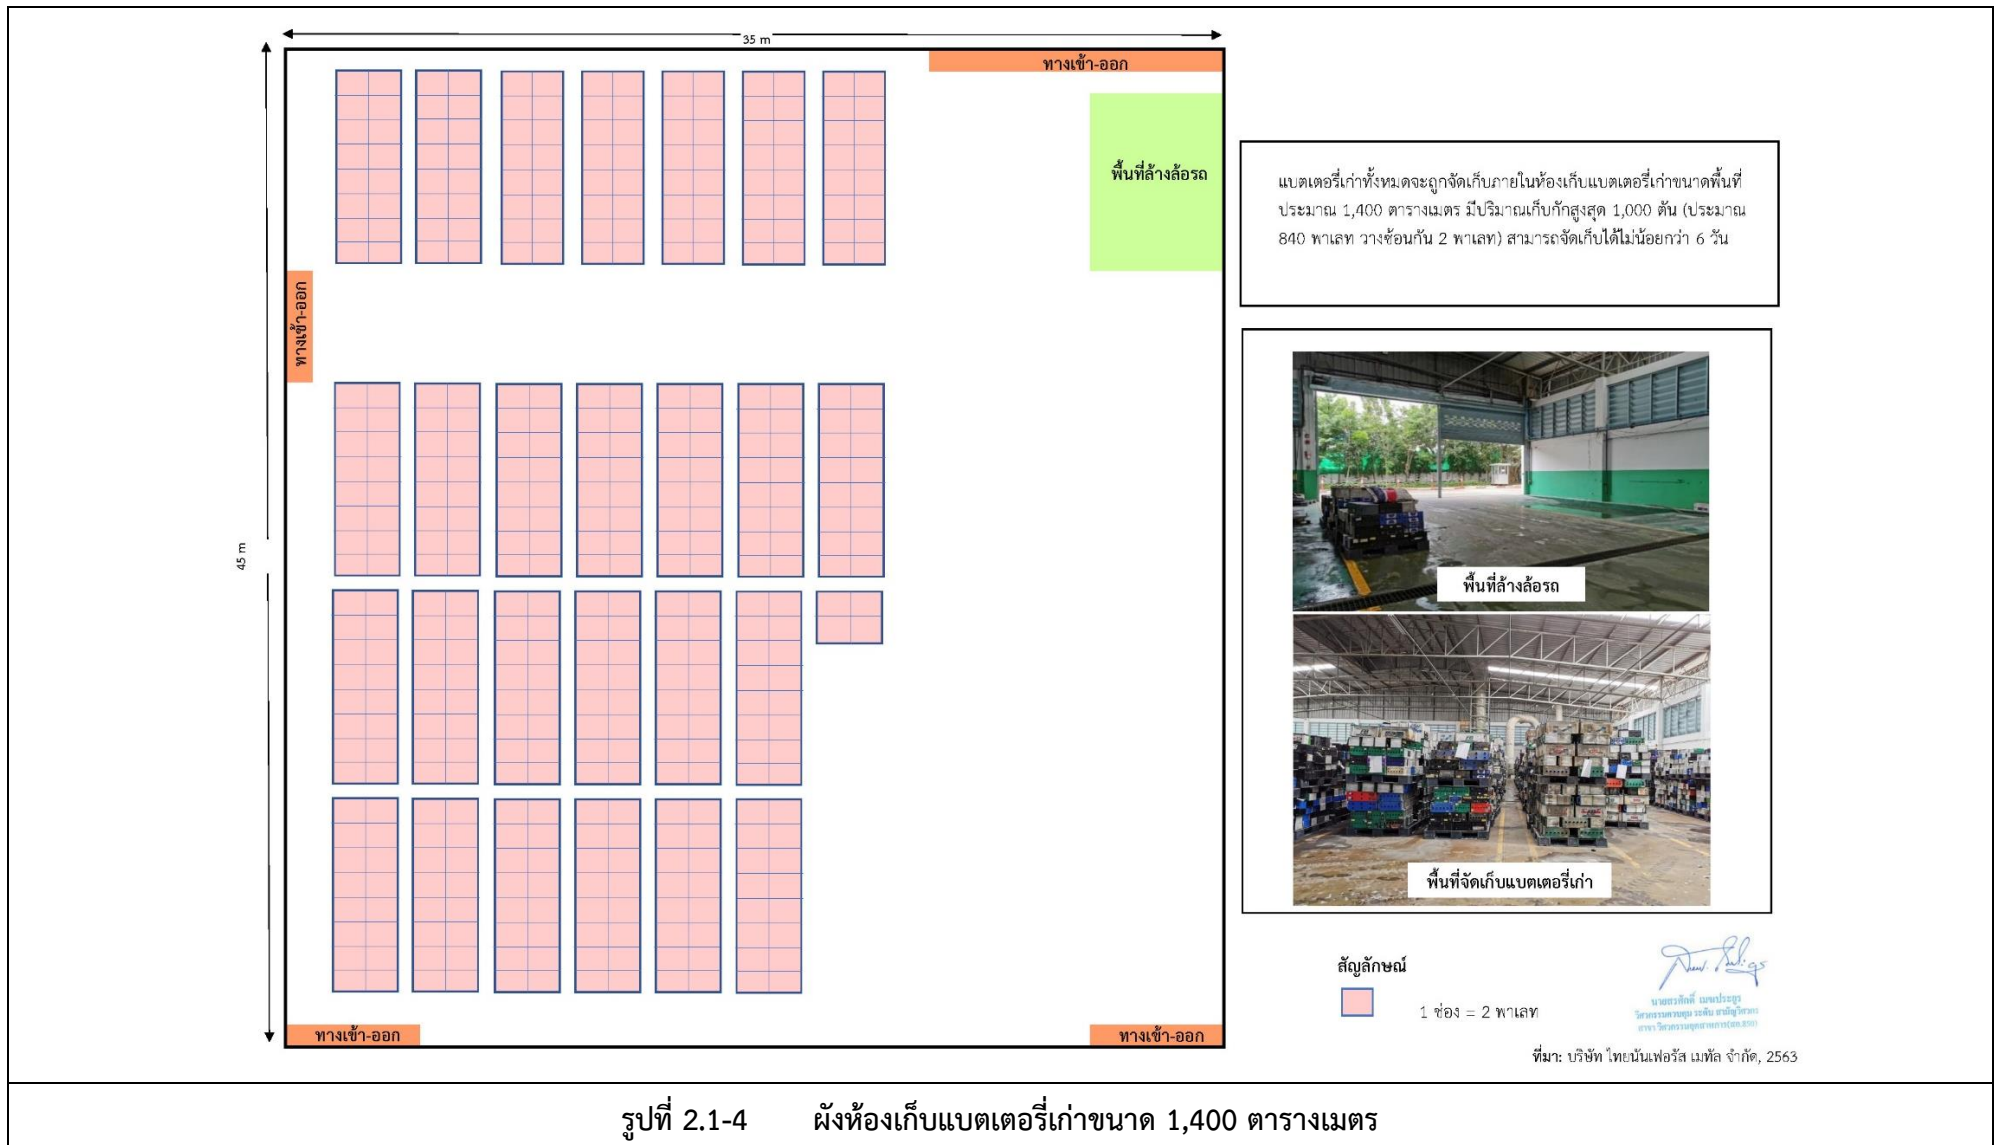 35 m
ทางเข้า-ออก
พื้นที่ล้างล้อรถ
ทางเข้า-ออก
45 m
ทางเข้า-ออก
ทางเข้า-ออก
แบตเตอรี่เก่าทั้งหมดจะถูกจัดเก็บภายในห้องเก็บแบตเตอรี่เก่าขนาดพื้นที่
ประมาณ 1,400 ตารางเมตร มีปริมาณเก็บกักสูงสุด 1,000 ตัน (ประมาณ
840 พาเลท วางซ้อนกัน 2 พาเลท) สามารถจัดเก็บได้ไม่น้อยกว่า 6 วัน
พื้นที่ล้างล้อรถ
พื้นที่จัดเก็บแบตเตอรี่เก่า
สัญลักษณ์
1 ช่อง = 2 พาเลท
ที่มา: บริษัท ไทยนันเฟอรัส เมทัล จำกัด, 2563
รูปที่ 2.1-4 ผังห้องเก็บแบตเตอรี่เก่าขนาด 1,400 ตารางเมตร